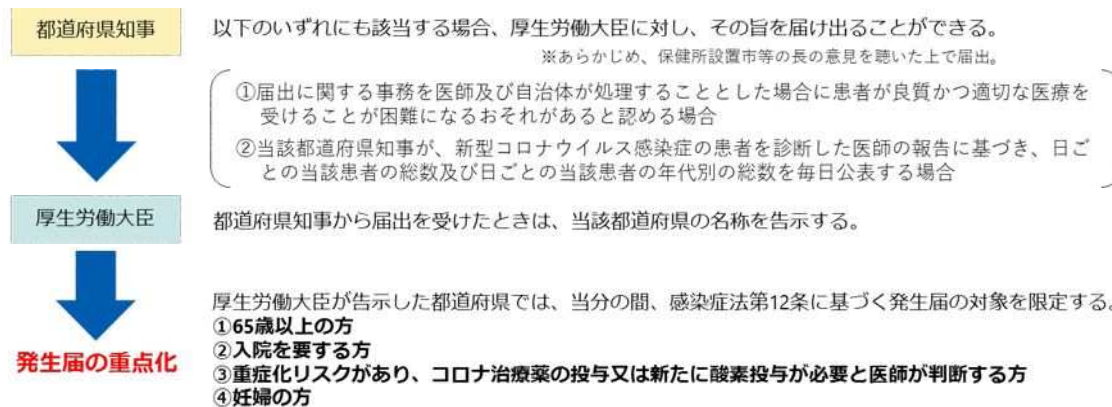 都道府県知事
以下のいずれにも該当する場合、厚生労働大臣に対し、その旨を届け出ることができる。
※あらかじめ、保健所設置市等の長の意見を聴いた上で届出。
①届出に関する事務を医師及び自治体が処理することとした場合に患者が良質かつ適切な医療を
受けることが困難になるおそれがあると認める場合
②当該都道府県知事が、新型コロナウイルス感染症の患者を診断した医師の報告に基づき、日ご
との当該患者の総数及び日ごとの当該患者の年代別の総数を毎日公表する場合
厚生労働大臣
都道府県知事から届出を受けたときは、当該都道府県の名称を告示する。
厚生労働大臣が告示した都道府県では、当分の間、感染症法第12条に基づく発生届の対象を限定する。
①65歳以上の方
②入院を要する方
③重症化リスクがあり、コロナ治療薬の投与又は新たに酸素投与が必要と医師が判断する方
④妊婦の方
発生届の重点化